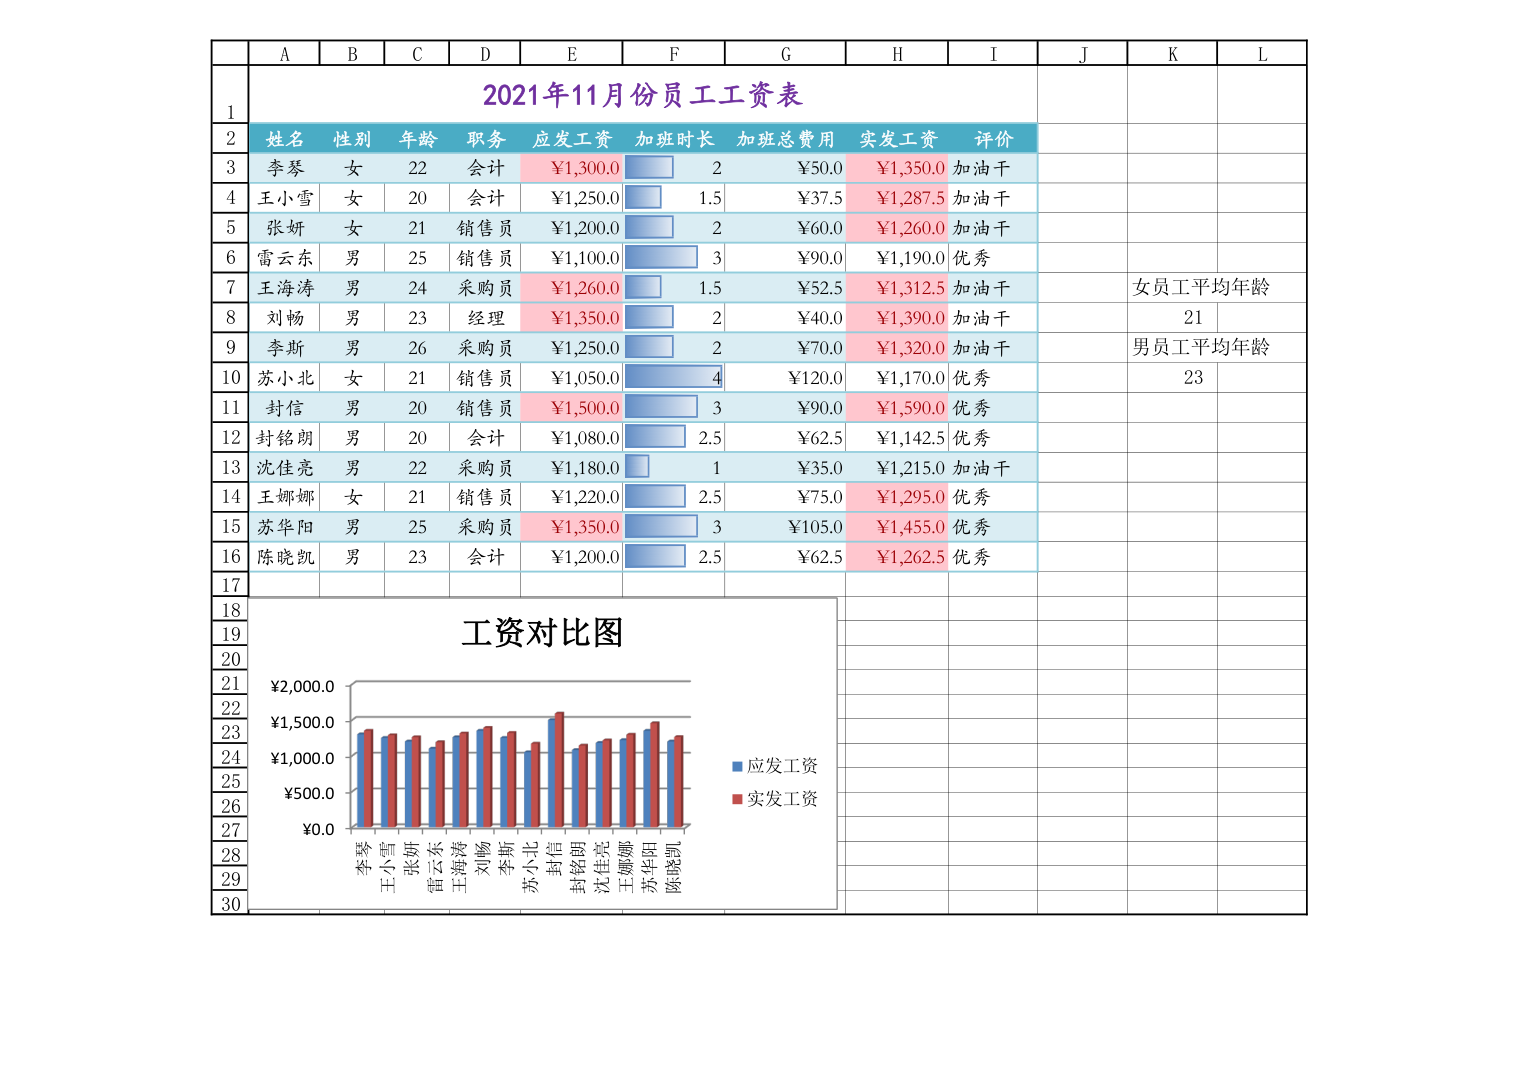 A B C D E F G H I J K L
1 2021年11月份员工工资表
2 姓名 性别 年龄 职务 应发工资 加班时长 加班总费用 实发工资 评价
3 李琴 女 22 会计 ¥1,300.0 2 ¥50.0 ¥1,350.0 加油干
4 王小雪 女 20 会计 ¥1,250.0 1.5 ¥37.5 ¥1,287.5 加油干
5 张妍 女 21 销售员 ¥1,200.0 2 ¥60.0 ¥1,260.0 加油干
6 雷云东 男 25 销售员 ¥1,100.0 3 ¥90.0 ¥1,190.0 优秀
7 王海涛 男 24 采购员 ¥1,260.0 1.5 ¥52.5 ¥1,312.5 加油干 女员工平均年龄
8 刘畅 男 23 经理 ¥1,350.0 2 ¥40.0 ¥1,390.0 加油干 21
9 李斯 男 26 采购员 ¥1,250.0 2 ¥70.0 ¥1,320.0 加油干 男员工平均年龄
10 苏小北 女 21 销售员 ¥1,050.0 4 ¥120.0 ¥1,170.0 优秀 23
11 封信 男 20 销售员 ¥1,500.0 3 ¥90.0 ¥1,590.0 优秀
12 封铭朗 男 20 会计 ¥1,080.0 2.5 ¥62.5 ¥1,142.5 优秀
13 沈佳亮 男 22 采购员 ¥1,180.0 1 ¥35.0 ¥1,215.0 加油干
14 王娜娜 女 21 销售员 ¥1,220.0 2.5 ¥75.0 ¥1,295.0 优秀
15 苏华阳 男 25 采购员 ¥1,350.0 3 ¥105.0 ¥1,455.0 优秀
16 陈晓凯 男 23 会计 ¥1,200.0 2.5 ¥62.5 ¥1,262.5 优秀
17
18
19
20
21
22
23
24
25
26
27
28
29
30
工资对比图
¥2,000.0
¥1,500.0
¥1,000.0
¥500.0
¥0.0
李琴 王小雪 张妍 雷云东 王海涛 刘畅 李斯 苏小北 封信 封铭朗 沈佳亮 王娜娜 苏华阳 陈晓凯
应发工资
实发工资